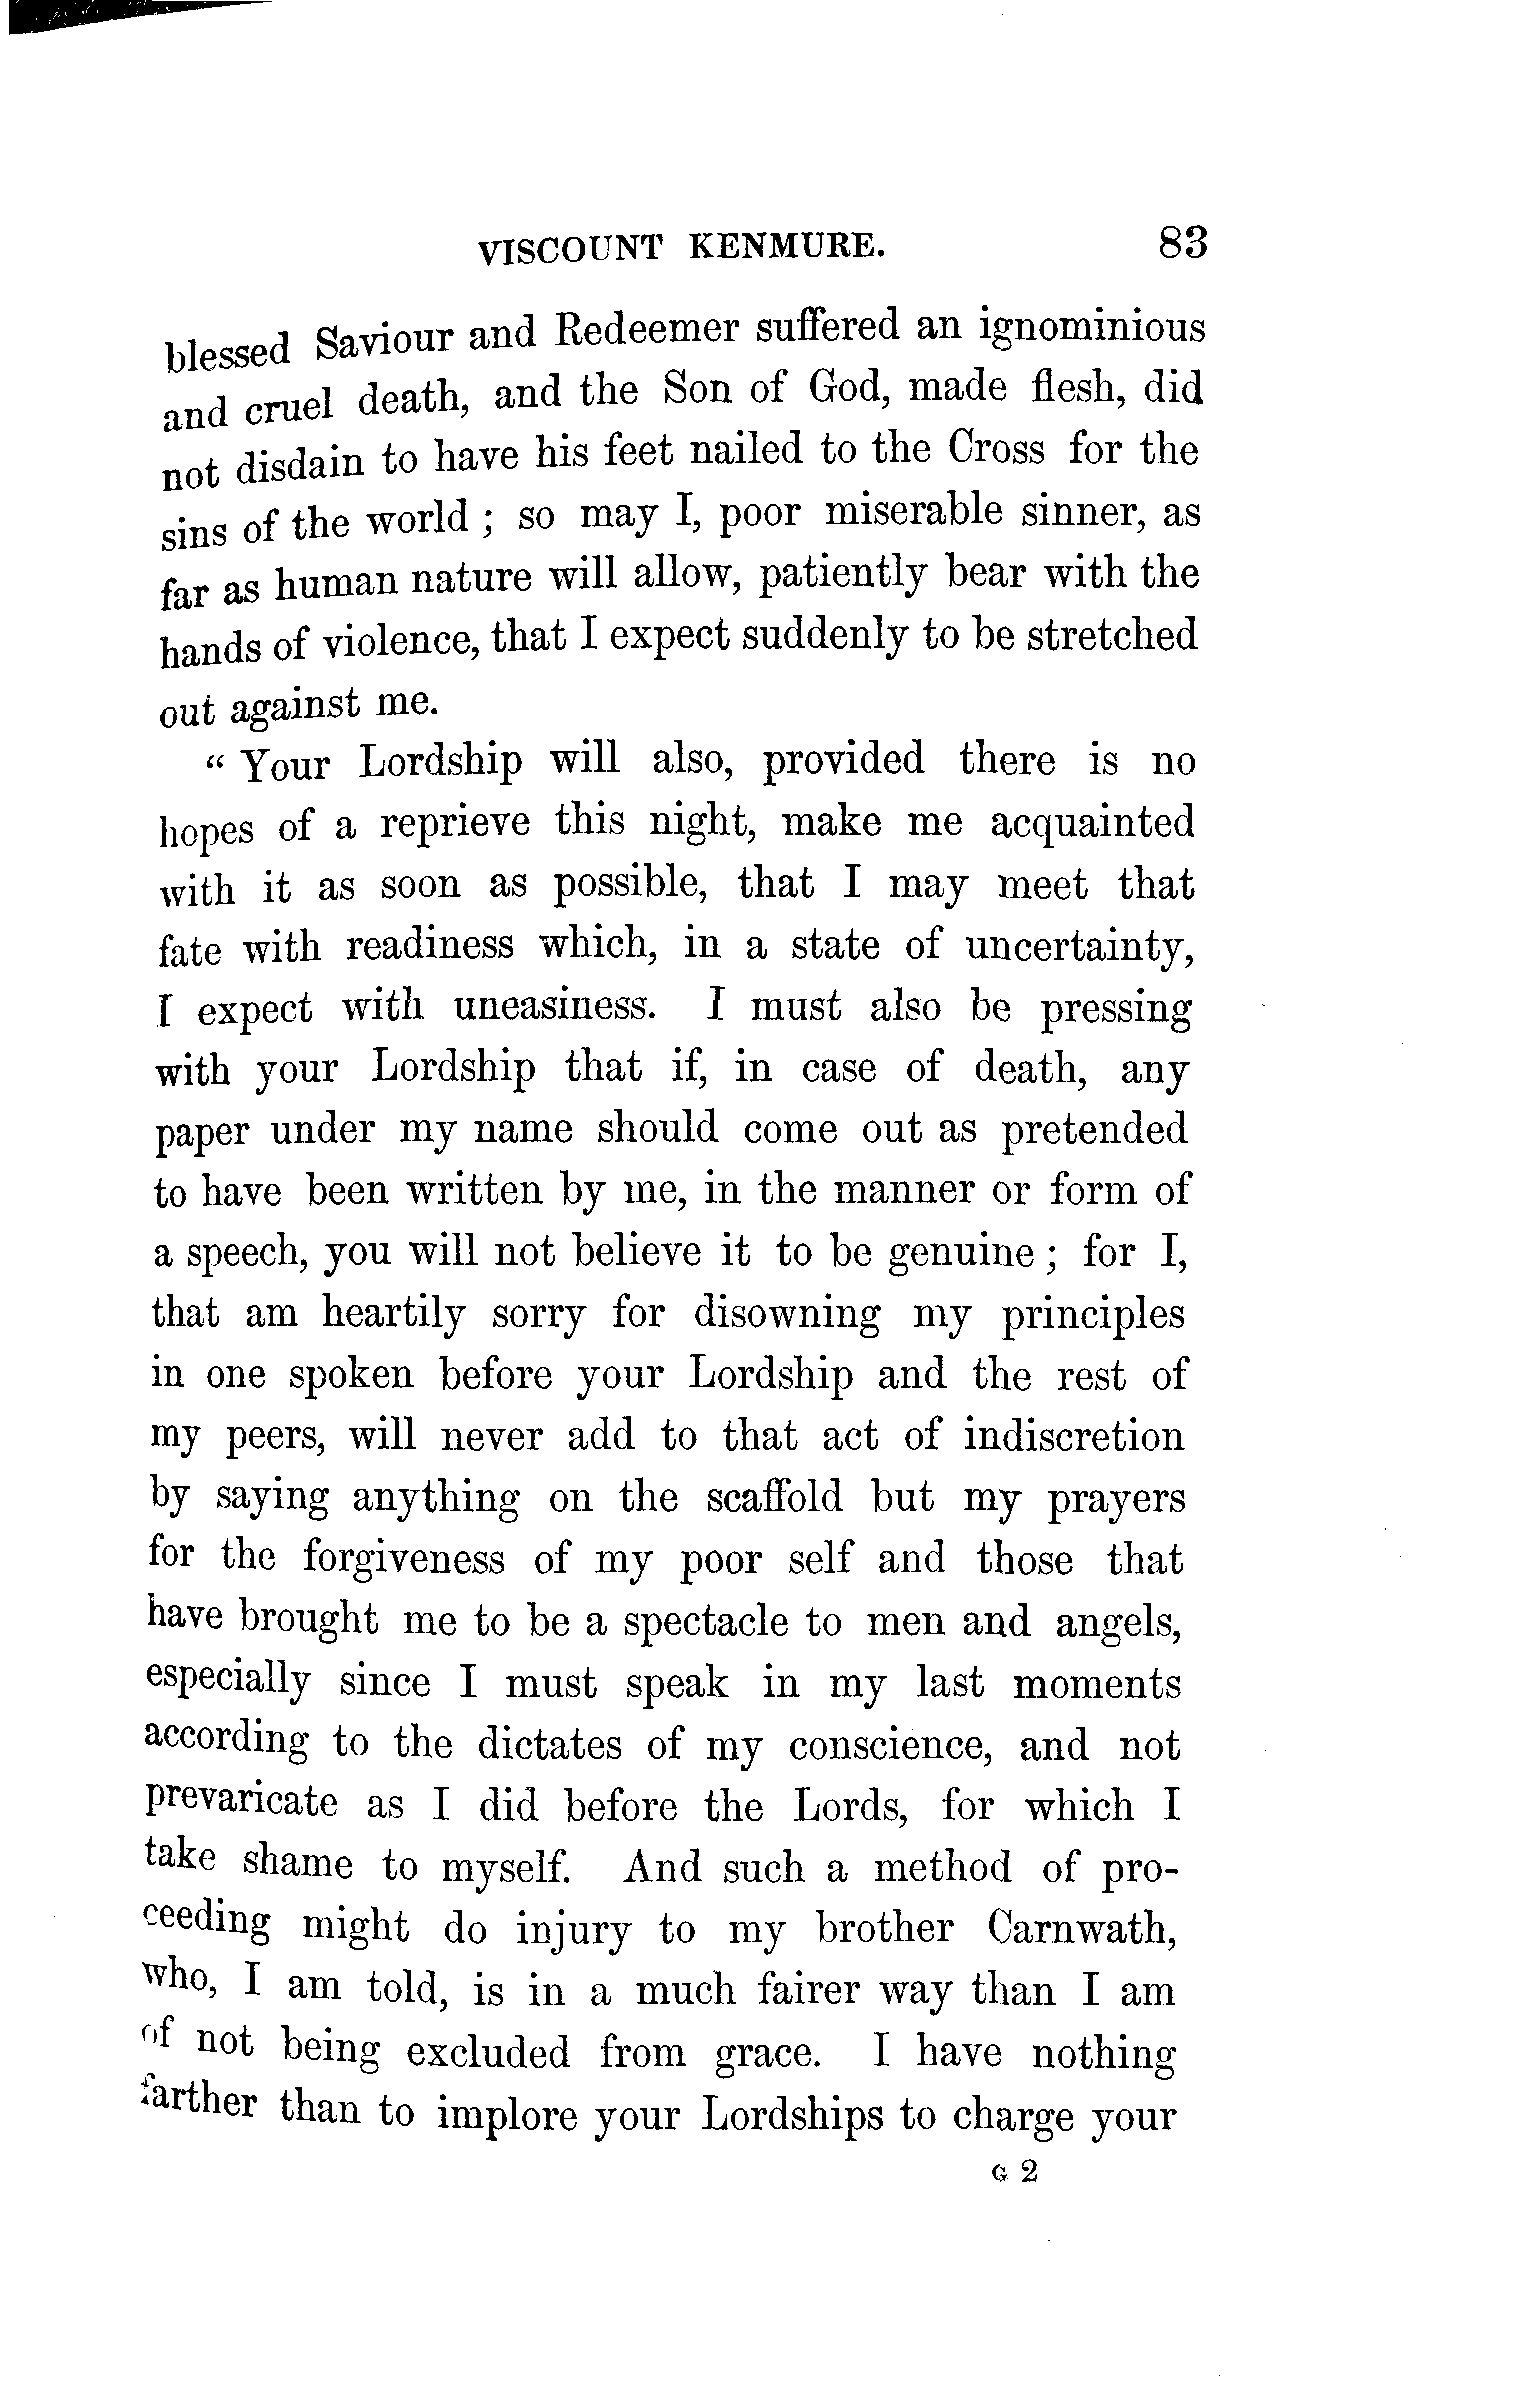 VISCOUNT KENMURE. 83
blessed Saviour and Redeemer suffered an ignominious
and cruel death, and the Son of God, made flesh, did
not disdain to have his feet nailed to the Cross for the
sins of the world ; so may I, poor miserable sinner, as
far as human nature will allow, patiently bear with the
hands of violence, that I expect suddenly to be stretched
out against me.
“ Your Lordship will also, provided there is no
hopes of a reprieve this night, make me acquainted
with it as soon as possible, that I may meet that
fate with readiness which, in a state of uncertainty,
I expect with uneasiness. I must also be pressing
with your Lordship that if, in case of death, any
paper under my name should come out as pretended
to have been written by me, in the manner or form of
a speech, you will not believe it to be genuine ; for I,
that am heartily sorry for disowning my principles
in one spoken before your Lordship and the rest of
my peers, will never add to that act of indiscretion
by saying anything on the scaffold but my prayers
for the forgiveness of my poor self and those that
have brought me to be a spectacle to men and angels,
especially since I must speak in my last moments
according to the dictates of my conscience, and not
prevaricate as I did before the Lords, for which I
take shame to myself. And such a method of pro-
ceeding might do injury to my brother Carnwath,
who, I am told, is in a much fairer way than I am
of not being excluded from grace. I have nothing
farther than to implore your Lordships to charge your
G 2